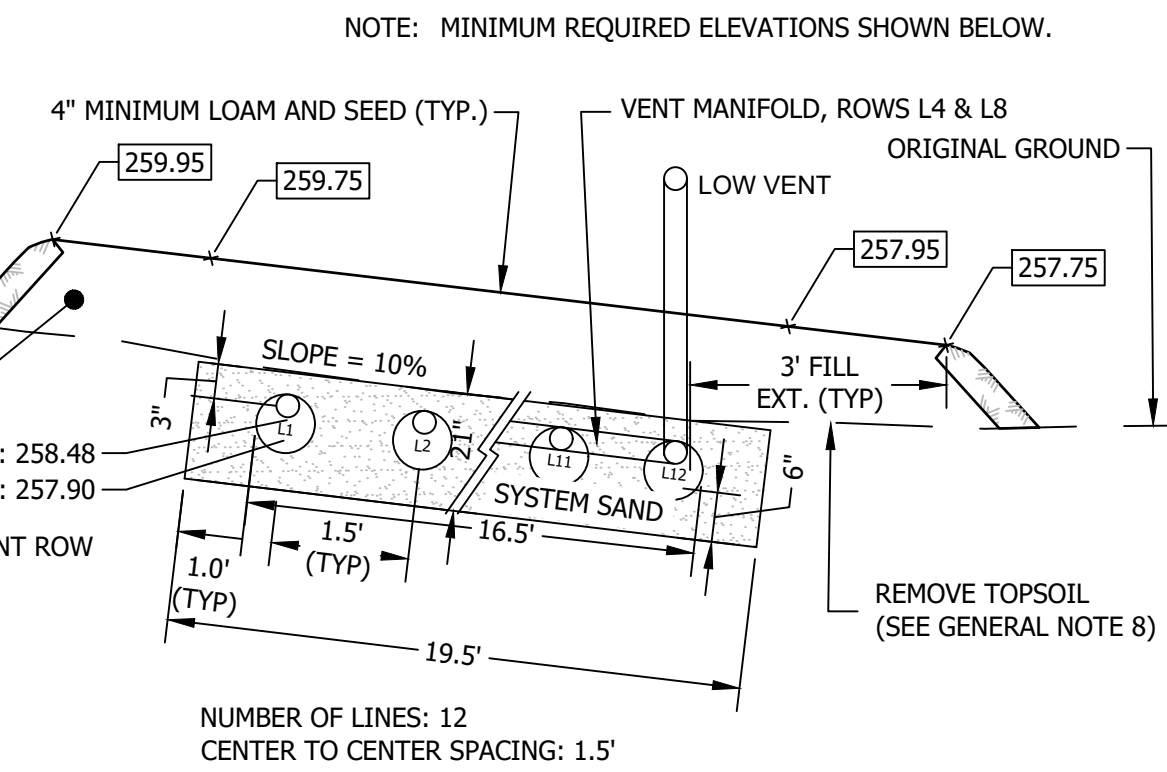 NOTE: MINIMUM REQUIRED ELEVATIONS SHOWN BELOW.
4" MINIMUM LOAM AND SEED (TYP.)
VENT MANIFOLD, ROWS L4 & L8
ORIGINAL GROUND
259.95
259.75
LOW VENT
257.95
257.75
SLOPE = 10%
3' FILL
EXT. (TYP)
3"
L1
L2
21"
L11
L12
6"
: 258.48
: 257.90
SYSTEM SAND
NT ROW
1.5'
(TYP)
16.5'
1.0'
(TYP)
REMOVE TOPSOIL
(SEE GENERAL NOTE 8)
19.5'
NUMBER OF LINES: 12
CENTER TO CENTER SPACING: 1.5'